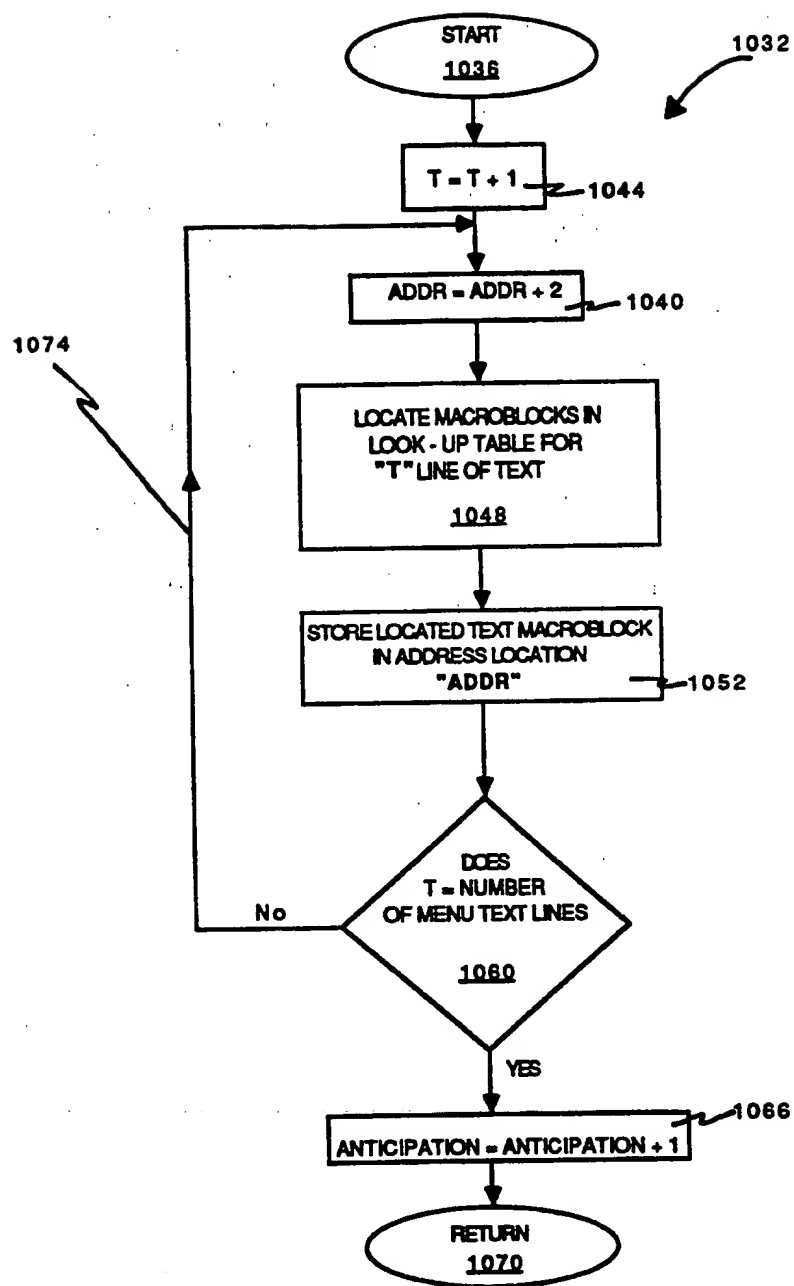 START
1036
1032
T = T + 1
1044
ADDR = ADDR + 2
1040
1074
LOCATE MACROBLOCKS IN
LOOK - UP TABLE FOR
"T" LINE OF TEXT
1048
STORE LOCATED TEXT MACROBLOCK
IN ADDRESS LOCATION
"ADDR"
1052
DOES
T = NUMBER
OF MENU TEXT LINES
1060
No
YES
1066
ANTICIPATION = ANTICIPATION + 1
RETURN
1070